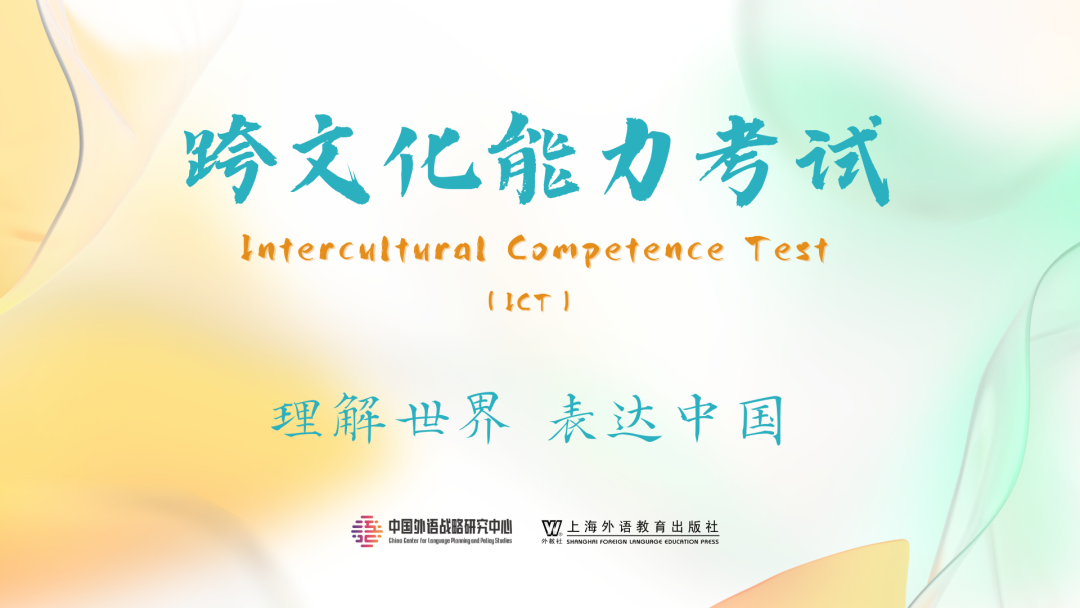 跨文化能力考试
Intercultural Competence Test
(ICT)
理解世界 表达中国
中国外语战略研究中心
China Center for Language Planning and Policy Studies
W®
外教社
上海外语教育出版社
SHANGHAI FOREIGN LANGUAGE EDUCATION PRESS